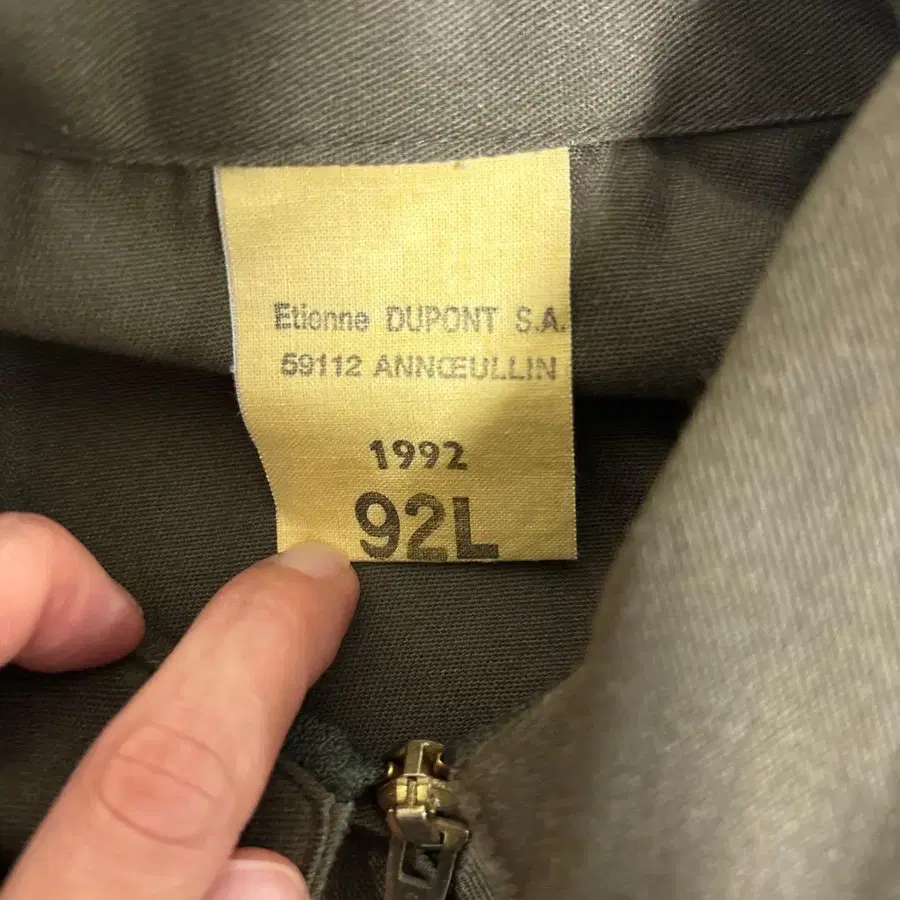 Etienne DUPONT S.A.
59112 ANNŒULLIN
1992
92L